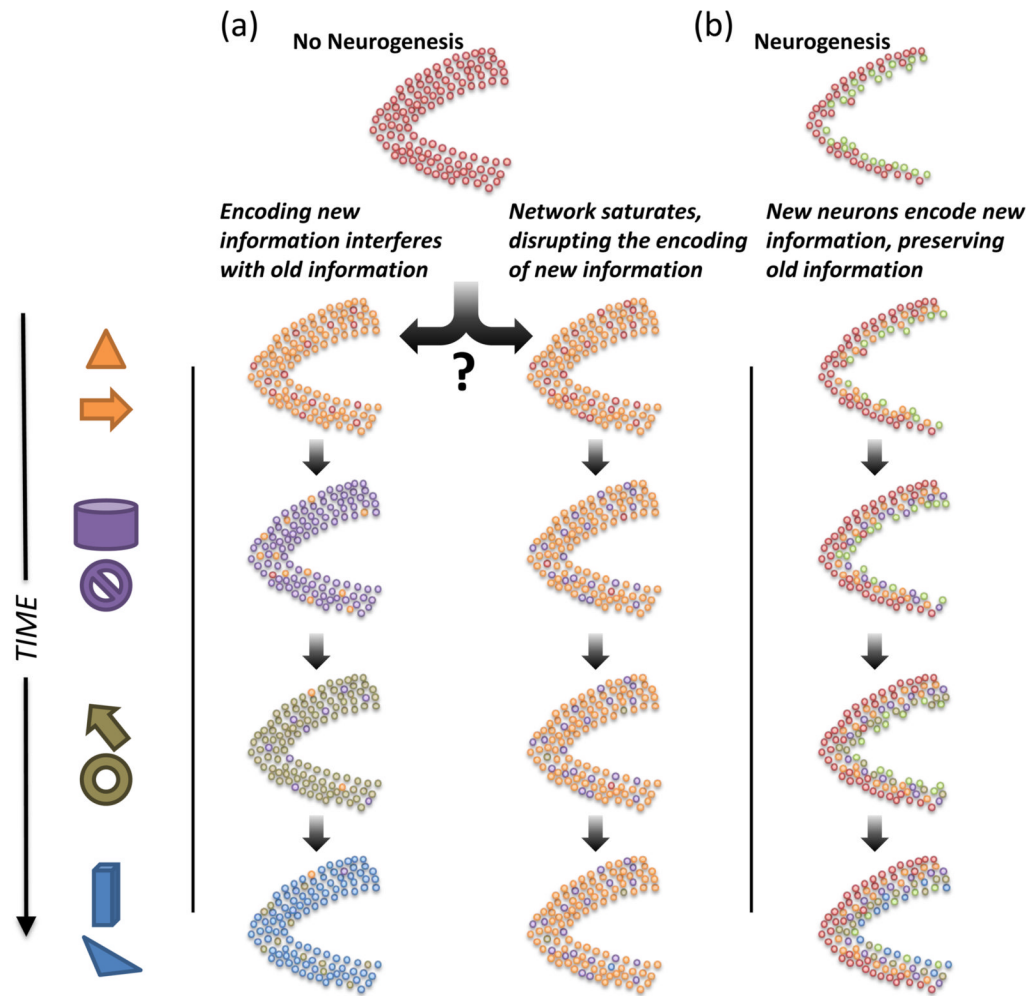 (a)
No Neurogenesis
(b)
Neurogenesis
Encoding new
information interferes
with old information
Network saturates,
disrupting the encoding
of new information
New neurons encode new
information, preserving
old information
?
TIME